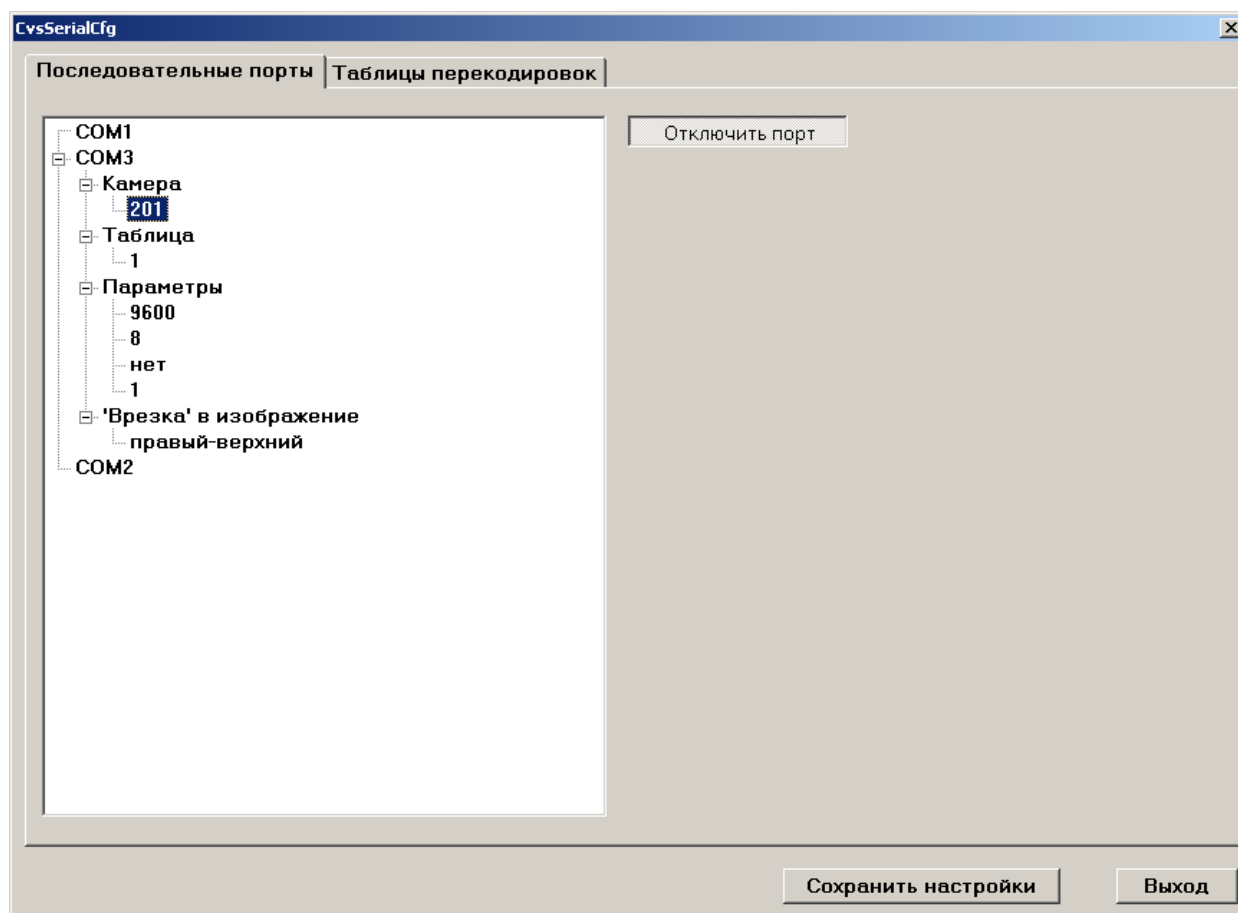 CvsSerialCfg
Последовательные порты Таблицы перекодировок
COM1
Отключить порт
COM3
Камера
201
Таблица
1
Параметры
9600
8
нет
1
'Врезка' в изображение
правый-верхний
COM2
Сохранить настройки Выход